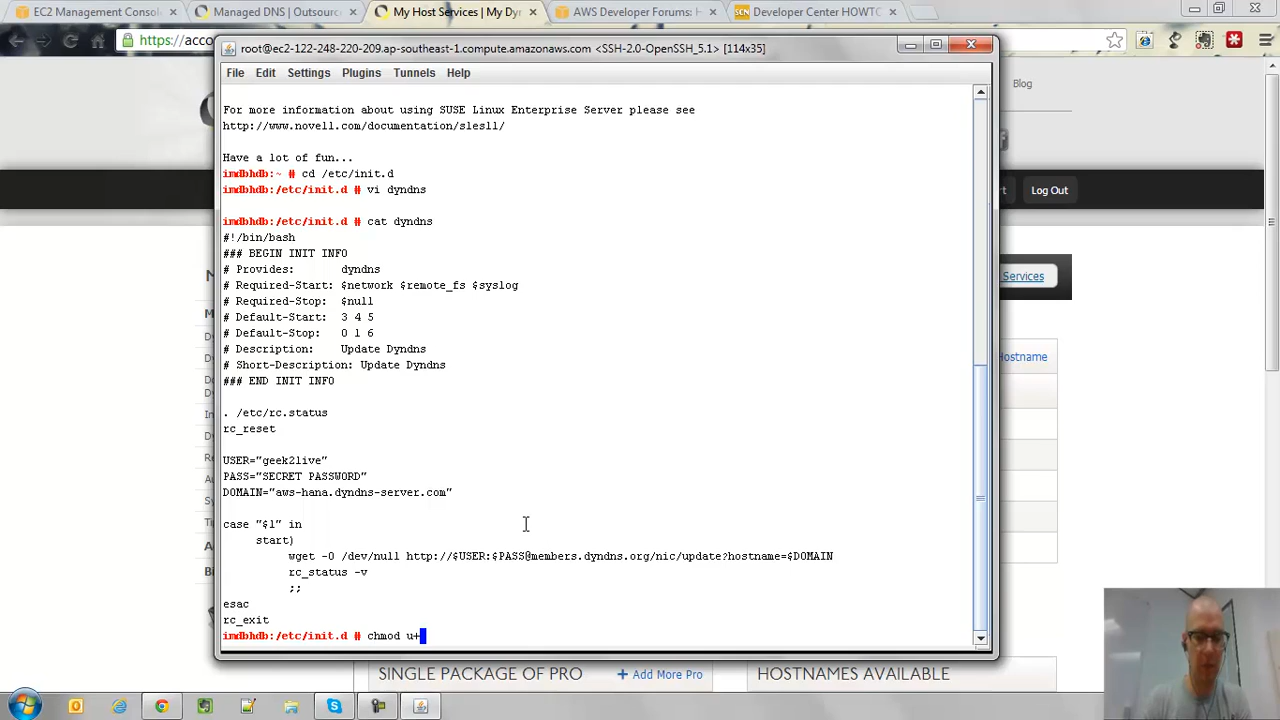 EC2 Management Consol
Managed DNS | Outsourc
My Host Services | My Dy
AWS Developer Forums: H
SCN Developer Center HOWTO
https://acco
root@ec2-122-248-220-209.ap-southeast-1.compute.amazonaws.com <SSH-2.0-OpenSSH_5.1> [114x35]
File Edit Settings Plugins Tunnels Help
Blog
For more information about using SUSE Linux Enterprise Server please see
http://www.novell.com/documentation/sles11/
Have a lot of fun...
imdbhdb:~ # cd /etc/init.d
imdbhdb:/etc/init.d # vi dyndns
Log Out
imdbhdb:/etc/init.d # cat dyndns
#!/bin/bash
### BEGIN INIT INFO
# Provides: dyndns
# Required-Start: $network $remote_fs $syslog
# Required-Stop: $null
# Default-Start: 3 4 5
# Default-Stop: 0 1 6
# Description: Update Dyndns
# Short-Description: Update Dyndns
### END INIT INFO
Services
Hostname
. /etc/rc.status
rc_reset
USER="geek2live"
PASS="SECRET PASSWORD"
DOMAIN="aws-hana.dyndns-server.com"
case "$1" in
start)
wget -O /dev/null http://$USER:$PASS@members.dyndns.org/nic/update?hostname=$DOMAIN
rc_status -v
;;
esac
rc_exit
imdbhdb:/etc/init.d # chmod u+
SINGLE PACKAGE OF PRO
+ Add More Pro
HOSTNAMES AVAILABLE